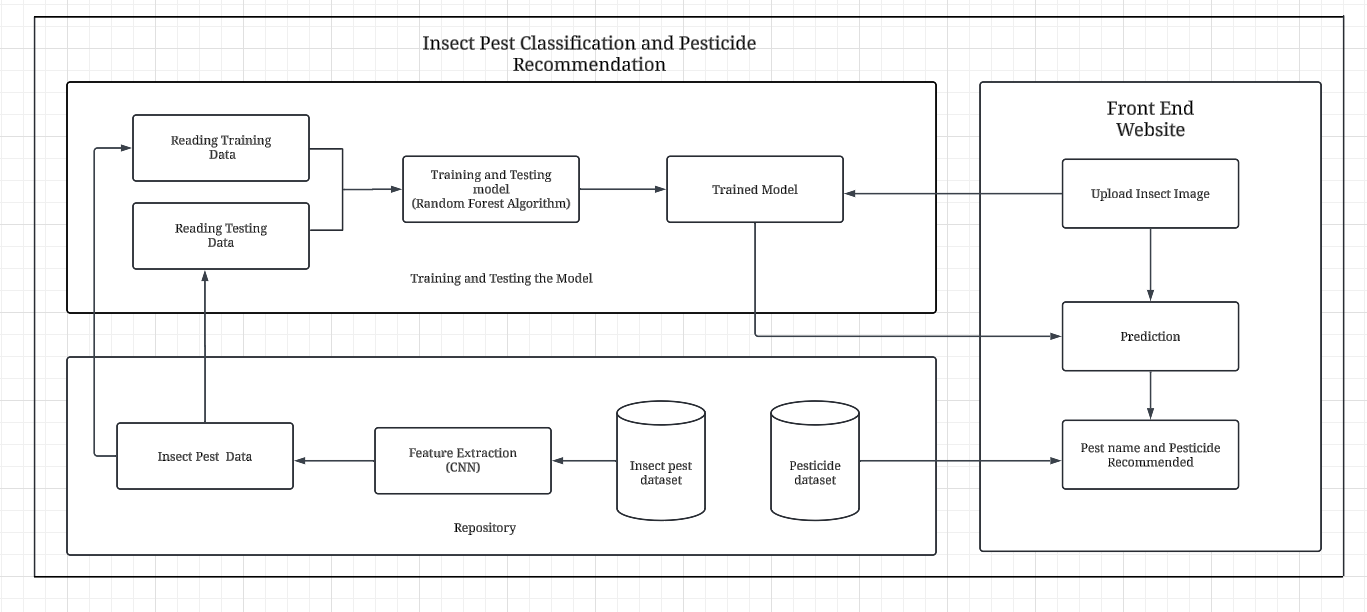 Insect Pest Classification and Pesticide
Recommendation
Reading Training
Data
Reading Testing
Data
Training and Testing
model
(Random Forest Algorithm)
Trained Model
Training and Testing the Model
Insect Pest Data
Feature Extraction
(CNN)
Insect pest
dataset
Pesticide
dataset
Repository
Front End
Website
Upload Insect Image
Prediction
Pest name and Pesticide
Recommended